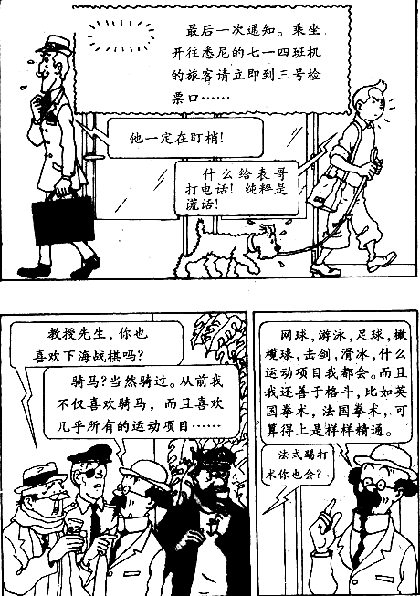 最后一次通知。乘坐
开往悉尼的七一四班机
的旅客请立即到三号检
票口……
他一定在盯梢!
什么给表哥
打电话! 纯粹是
谎话!
教授先生,你也
喜欢下海战棋吗?
骑马?当然骑过。从前我
不仅喜欢骑马,而且喜欢
几乎所有的运动项目……
网球,游泳,足球,橄
榄球,击剑,滑冰,什么
运动项目我都会。而且
我还善于格斗,比如英
国拳术,法国拳术,可
算得上是样样精通。
法式踢打
术你也会?